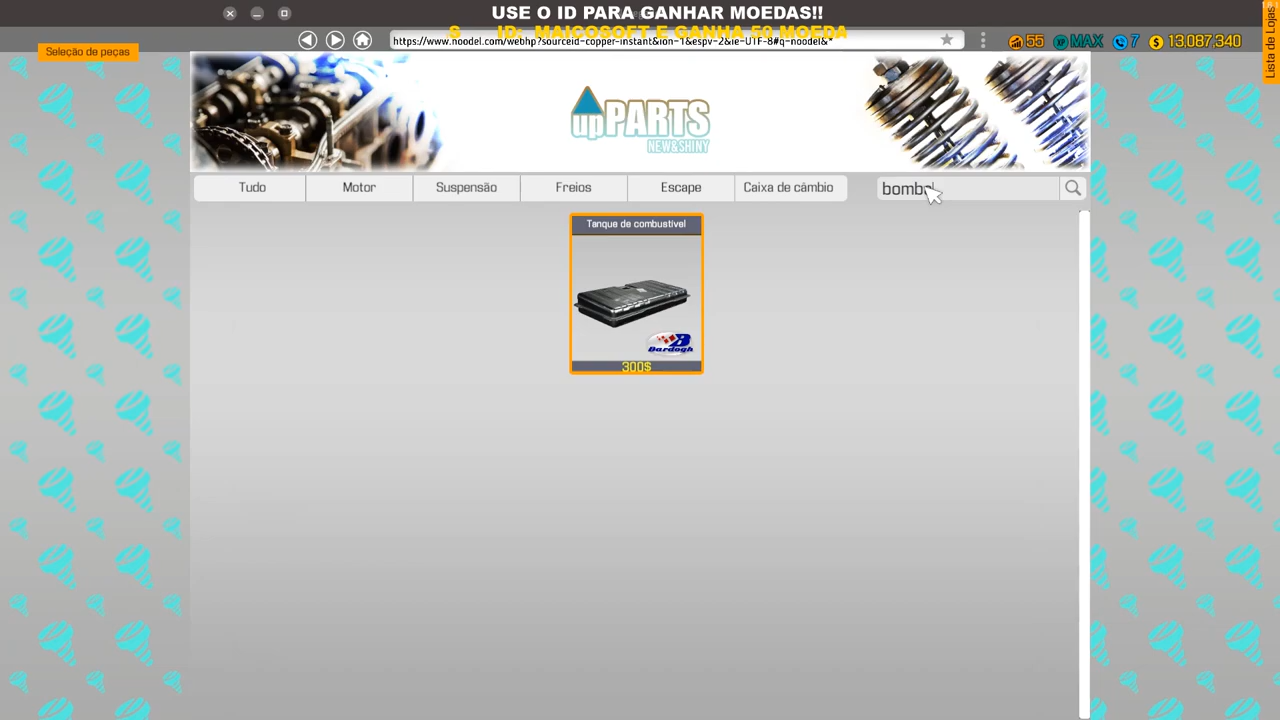 USE O ID PARA GANHAR MOEDAS!!
S ID: MAICOSOFT E GANHA 50 MOEDA
https://www.noodel.com/webhp?sourceid-copper-instant&ion-1&espv-2&ie-UTF-8#q-noodel&*
55 XP MAX 7 $ 13,087,340
Seleção de peças
Lista de Lojas
upPARTS
NEW&SHINY
Tudo Motor Suspensão Freios Escape Caixa de câmbio
Tanque de combustível
Bardogh
300$